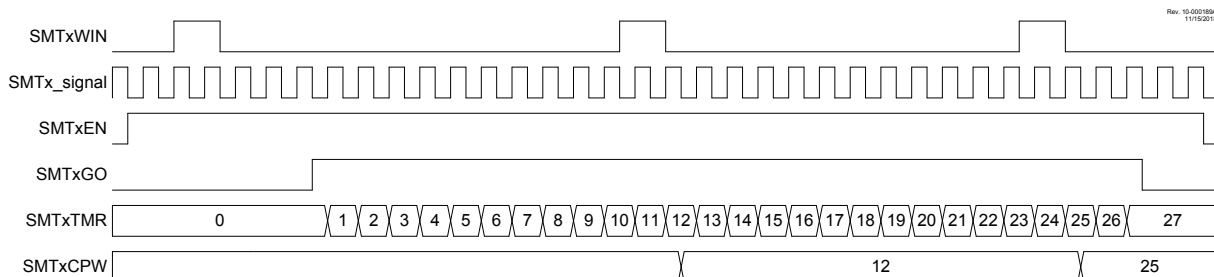 Rev. 10-000189A
11/15/2018
SMTxWIN
SMTx_signal
SMTxEN
SMTxGO
SMTxTMR 0 1 2 3 4 5 6 7 8 9 10 11 12 13 14 15 16 17 18 19 20 21 22 23 24 25 26 27
SMTxCPW 12 25